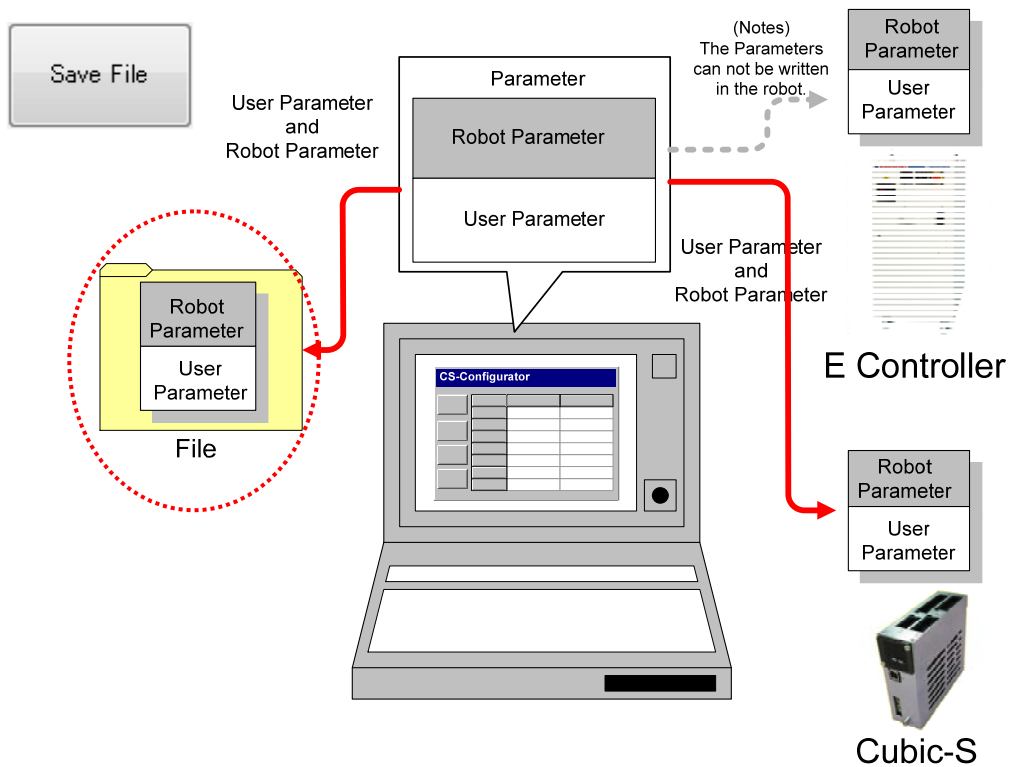 Save File
User Parameter
and
Robot Parameter
Parameter
Robot Parameter
User Parameter
(Notes)
The Parameters
can not be written
in the robot.
Robot
Parameter
User
Parameter
E Controller
User Parameter
and
Robot Parameter
Robot
Parameter
User
Parameter
File
CS-Configurator
Robot
Parameter
User
Parameter
Cubic-S